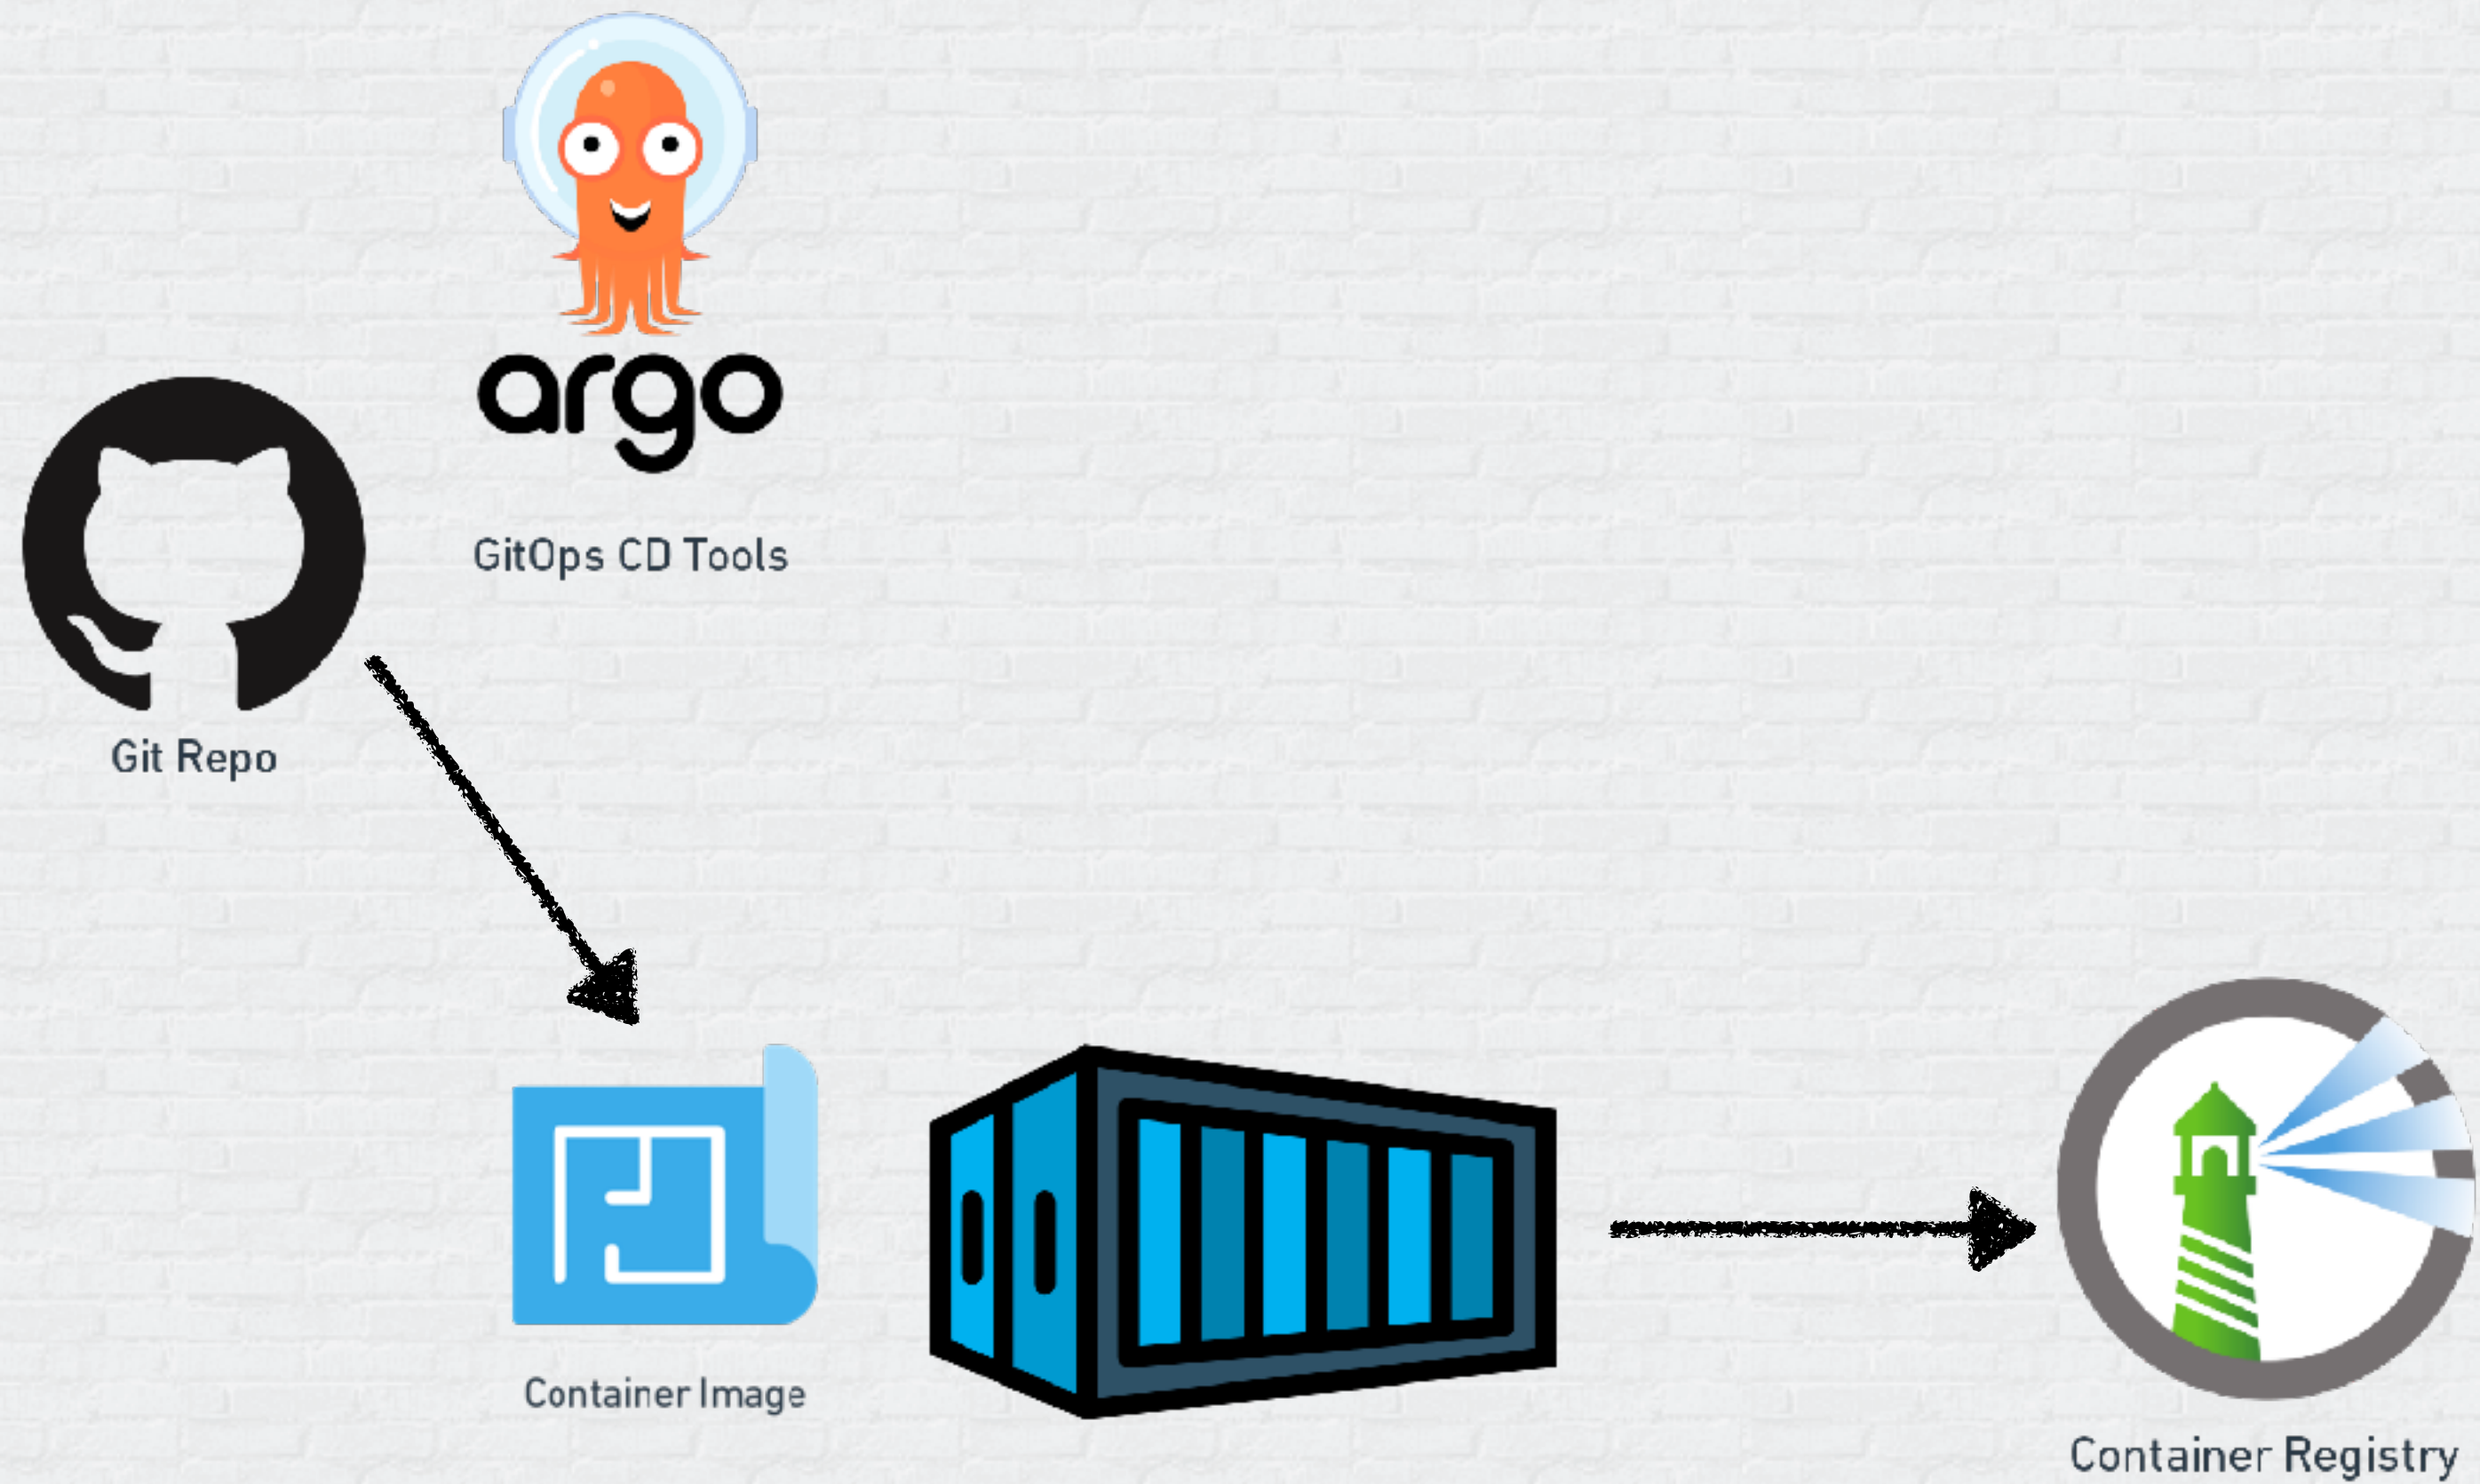 argo
GitOps CD Tools
Git Repo
Container Image
Container Registry